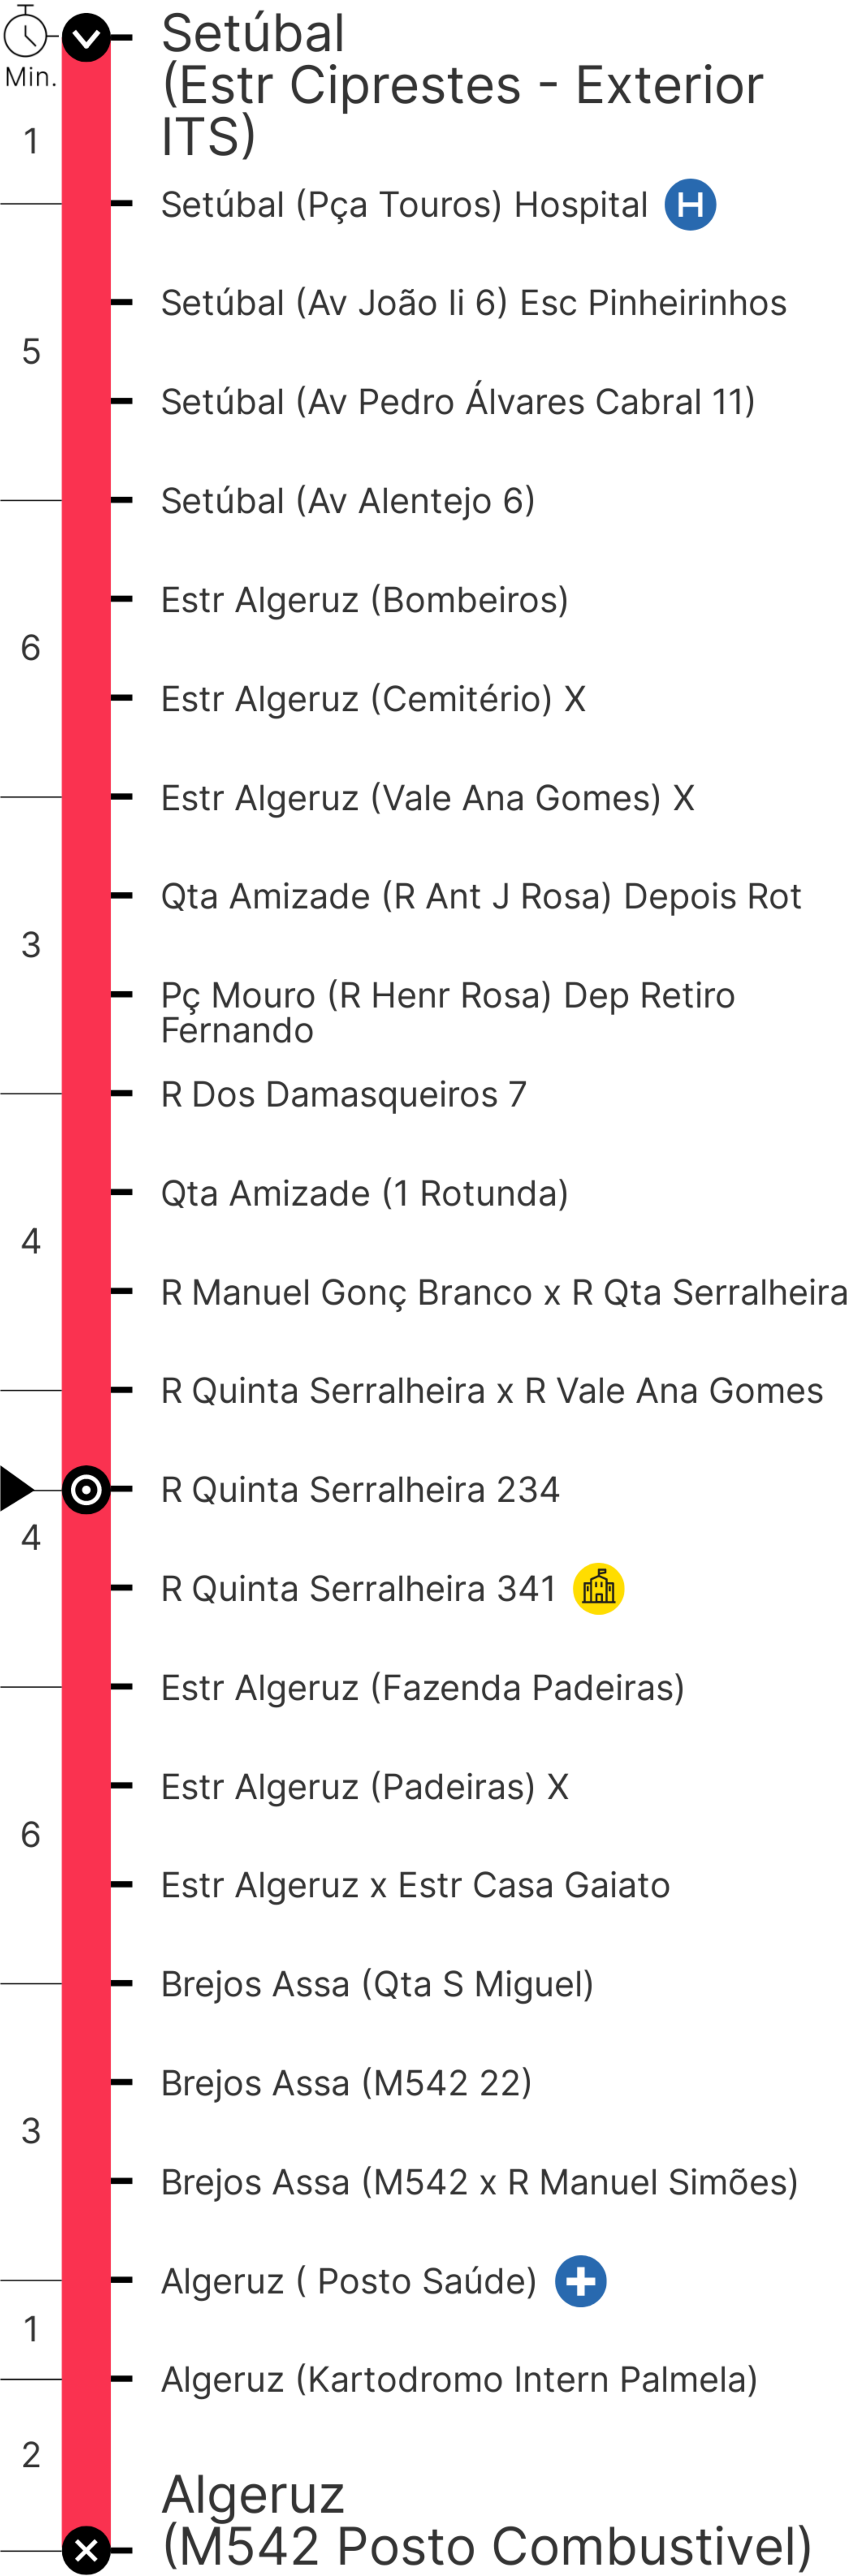 Setúbal
(Estr Ciprestes - Exterior
ITS)
Min.
1
Setúbal (Pça Touros) Hospital H
Setúbal (Av João Ii 6) Esc Pinheirinhos
5
Setúbal (Av Pedro Álvares Cabral 11)
Setúbal (Av Alentejo 6)
Estr Algeruz (Bombeiros)
6
Estr Algeruz (Cemitério) X
Estr Algeruz (Vale Ana Gomes) X
Qta Amizade (R Ant J Rosa) Depois Rot
3
Pç Mouro (R Henr Rosa) Dep Retiro
Fernando
R Dos Damasqueiros 7
Qta Amizade (1 Rotunda)
4
R Manuel Gonç Branco x R Qta Serralheira
R Quinta Serralheira x R Vale Ana Gomes
R Quinta Serralheira 234
4
R Quinta Serralheira 341
Estr Algeruz (Fazenda Padeiras)
Estr Algeruz (Padeiras) X
6
Estr Algeruz x Estr Casa Gaiato
Brejos Assa (Qta S Miguel)
Brejos Assa (M542 22)
3
Brejos Assa (M542 x R Manuel Simões)
Algeruz ( Posto Saúde)
1
Algeruz (Kartodromo Intern Palmela)
2
Algeruz
(M542 Posto Combustivel)